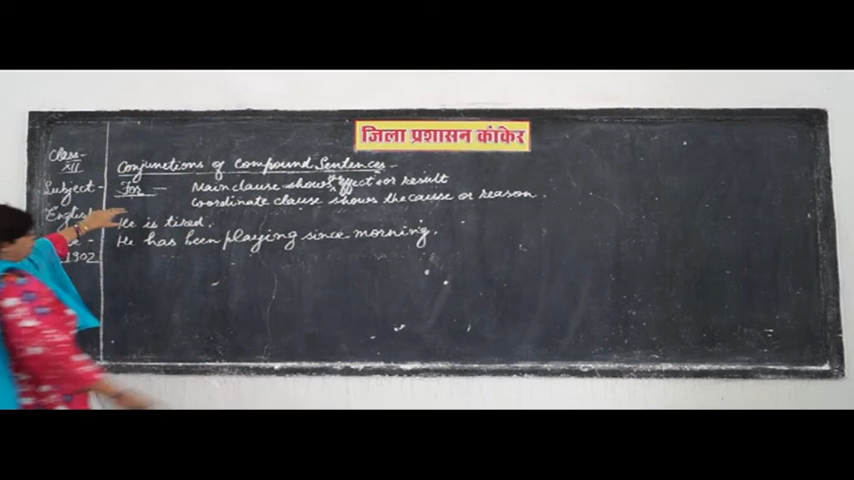 जिला प्रशासन कांकेर
Class-
XII
Subject-
English
1902
Conjunctions of Compound Sentences-
For - Main clause shows the effect or result
Coordinate clause shows the cause or reason.
He is tired.
He has been playing since morning.